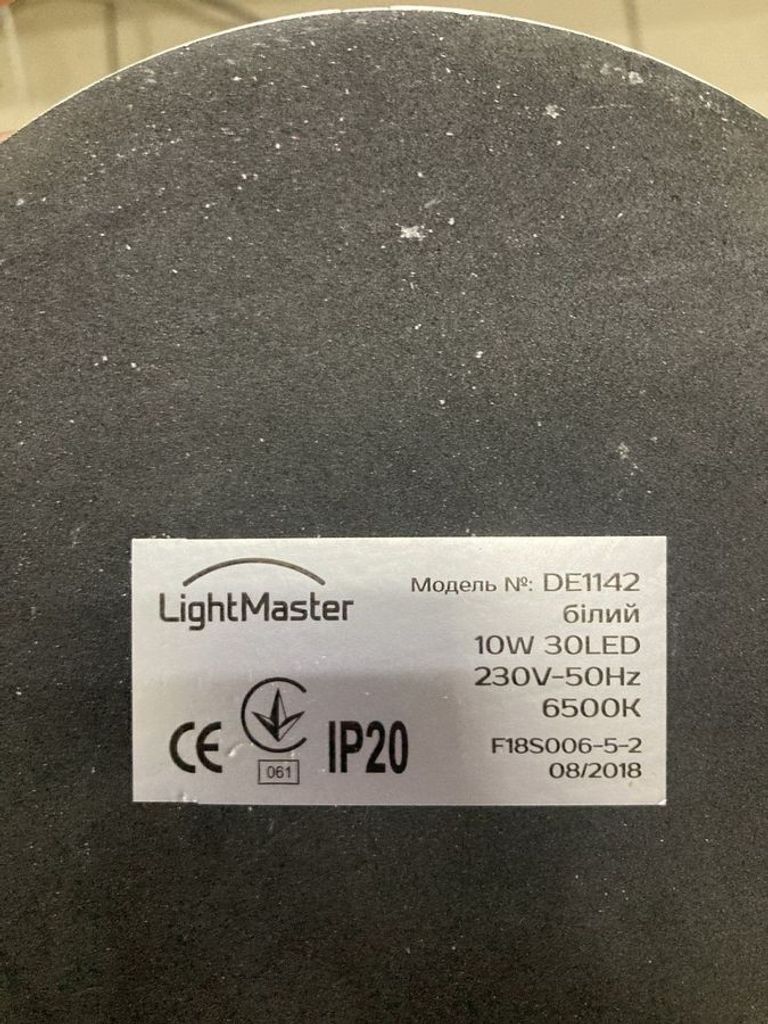 LightMaster
Модель №: DE1142
білий
10W 30LED
230V-50Hz
6500K
F18S006-5-2
08/2018
CE
061
IP20